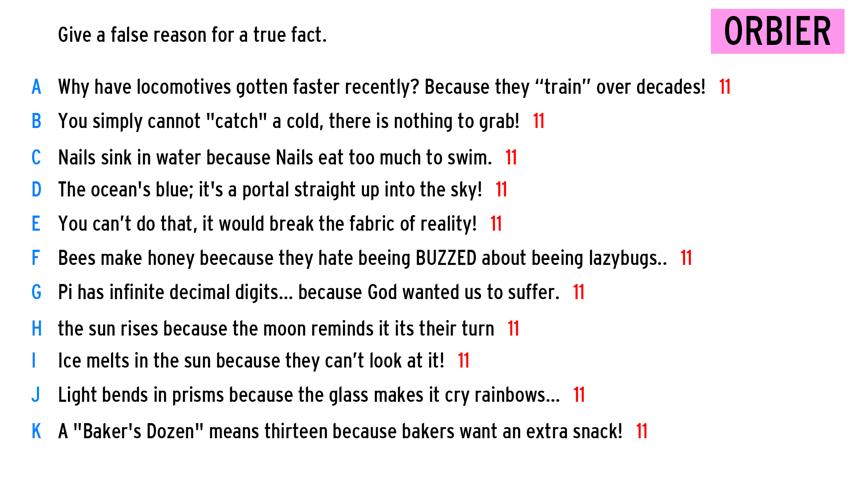 Give a false reason for a true fact.
ORBIER
A Why have locomotives gotten faster recently? Because they “train” over decades! 11
B You simply cannot "catch" a cold, there is nothing to grab! 11
C Nails sink in water because Nails eat too much to swim. 11
D The ocean's blue; it's a portal straight up into the sky! 11
E You can’t do that, it would break the fabric of reality! 11
F Bees make honey beecause they hate beeing BUZZED about beeing lazybugs.. 11
G Pi has infinite decimal digits... because God wanted us to suffer. 11
H the sun rises because the moon reminds it its their turn 11
I Ice melts in the sun because they can’t look at it! 11
J Light bends in prisms because the glass makes it cry rainbows... 11
K A "Baker's Dozen" means thirteen because bakers want an extra snack! 11